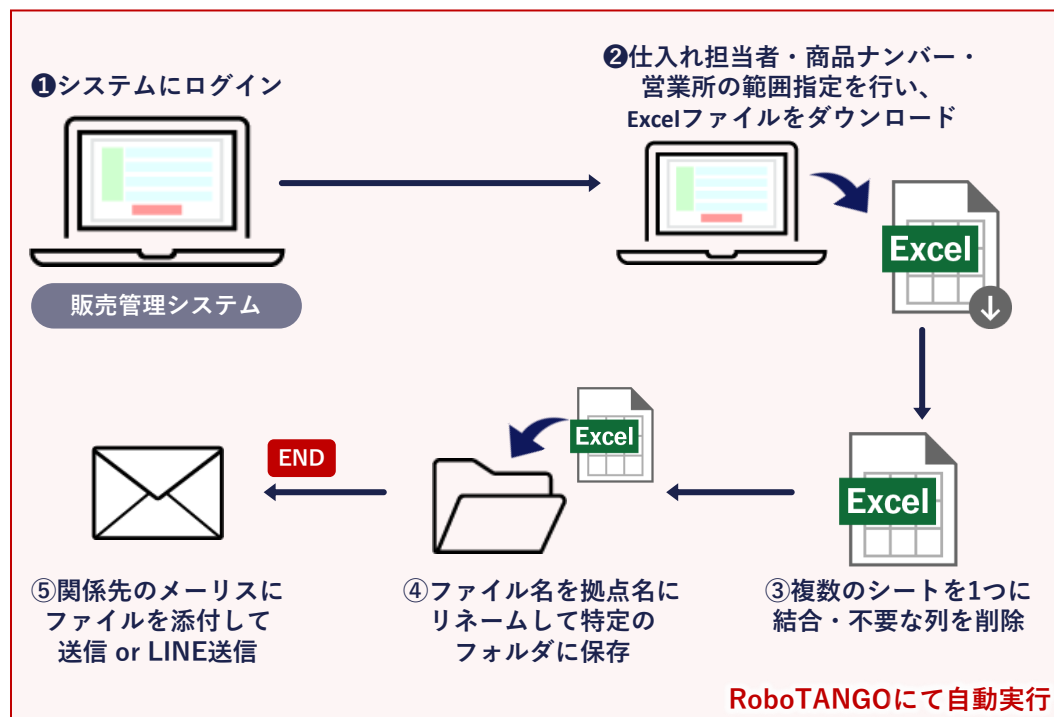 ❶システムにログイン
販売管理システム
❷仕入れ担当者・商品ナンバー・
営業所の範囲指定を行い、
Excelファイルをダウンロード
Excel
Excel
③複数のシートを1つに
結合・不要な列を削除
Excel
④ファイル名を拠点名に
リネームして特定の
フォルダに保存
END
⑤関係先のメーリスに
ファイルを添付して
送信 or LINE送信
RoboTANGOにて自動実行